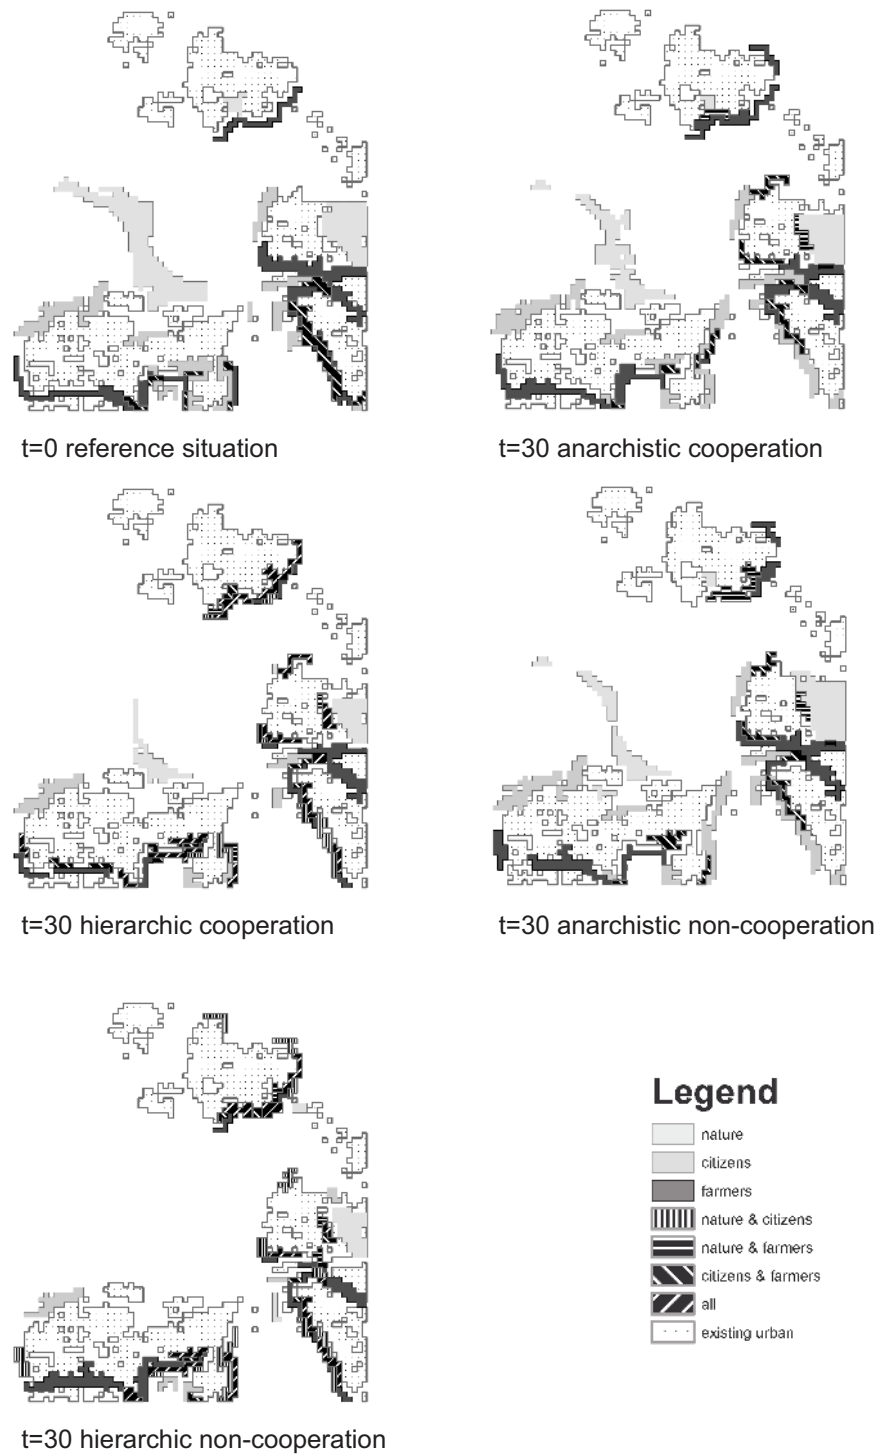 t=0 reference situation
t=30 anarchistic cooperation
t=30 hierarchic cooperation
t=30 anarchistic non-cooperation
t=30 hierarchic non-cooperation
Legend
nature
citizens
farmers
nature & citizens
nature & farmers
citizens & farmers
all
existing urban